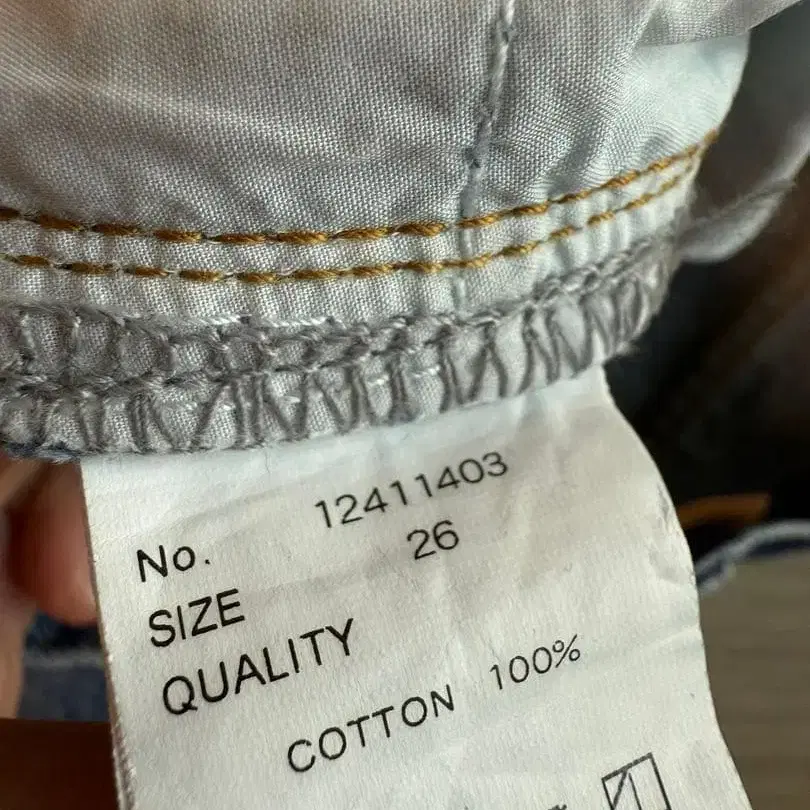 No. 12411403
SIZE 26
QUALITY
COTTON 100%